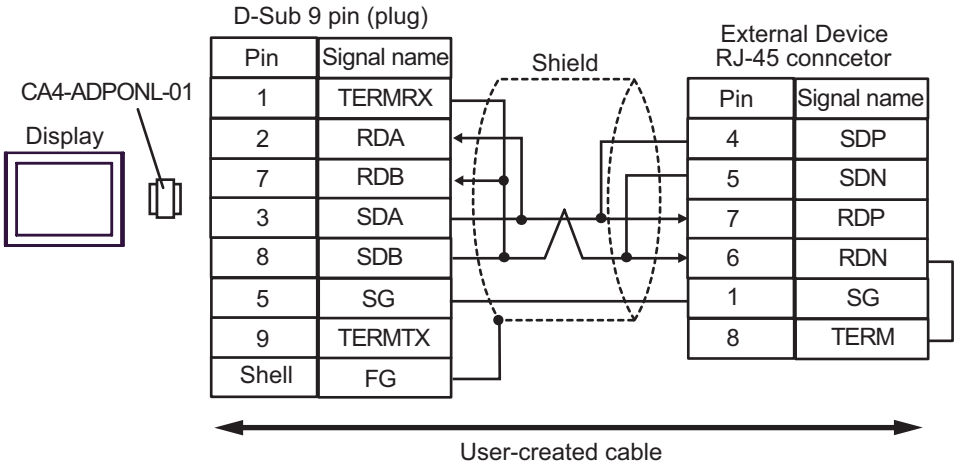 D-Sub 9 pin (plug)
External Device
RJ-45 conncetor
CA4-ADPONL-01
Display
Shield
Pin Signal name
1 TERMRX
2 RDA
7 RDB
3 SDA
8 SDB
5 SG
9 TERMTX
Shell FG
Pin Signal name
4 SDP
5 SDN
7 RDP
6 RDN
1 SG
8 TERM
User-created cable